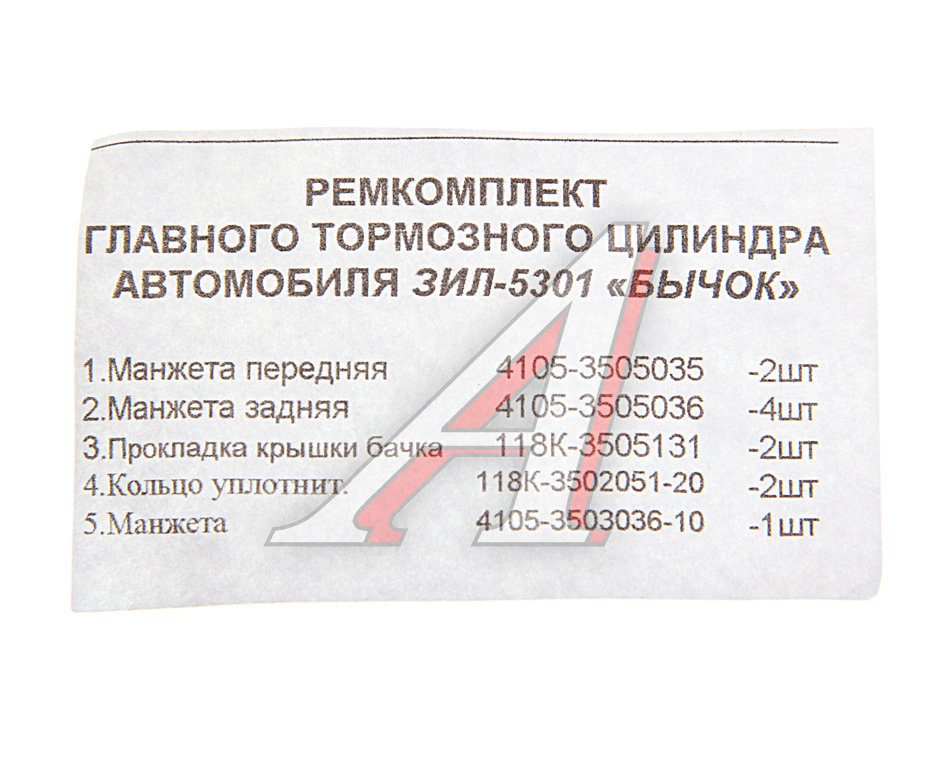 РЕМКОМПЛЕКТ
ГЛАВНОГО ТОРМОЗНОГО ЦИЛИНДРА
АВТОМОБИЛЯ ЗИЛ-5301 «БЫЧОК»
1.Манжета передняя 4105-3505035 -2шт
2.Манжета задняя 4105-3505036 -4шт
3.Прокладка крышки бачка 118К-3505131 -2шт
4.Кольцо уплотнит. 118К-3502051-20 -2шт
5.Манжета 4105-3503036-10 -1шт